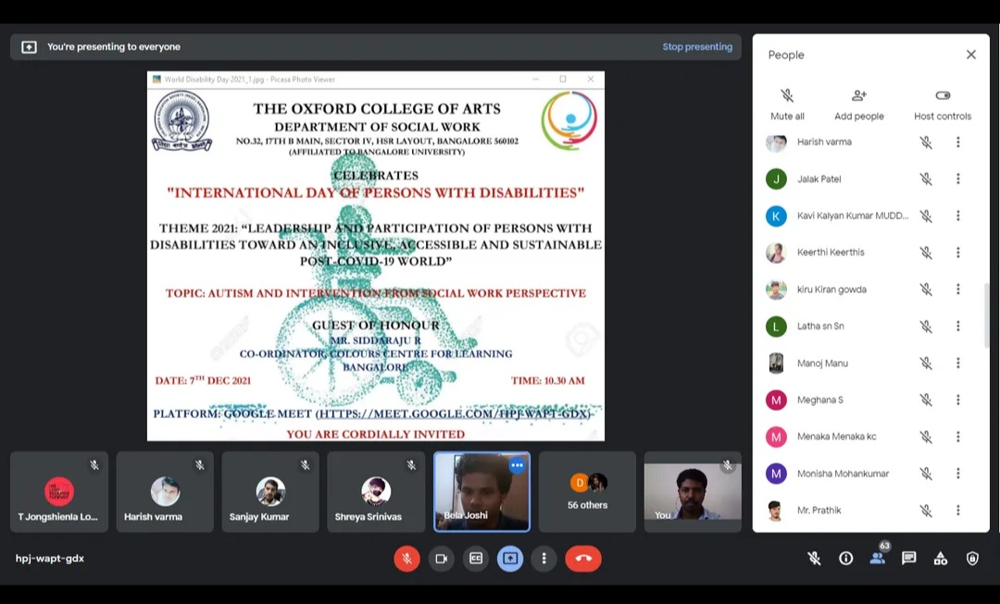 You're presenting to everyone
Stop presenting
World Disability Day 2021_1.jpg - Picasa Photo Viewer
THE OXFORD COLLEGE OF ARTS
DEPARTMENT OF SOCIAL WORK
NO.32, 17TH B MAIN, SECTOR IV, HSR LAYOUT, BANGALORE 560102
(AFFILIATED TO BANGALORE UNIVERSITY)
CELEBRATES
"INTERNATIONAL DAY OF PERSONS WITH DISABILITIES"
THEME 2021: “LEADERSHIP AND PARTICIPATION OF PERSONS WITH
DISABILITIES TOWARD AN INCLUSIVE, ACCESSIBLE AND SUSTAINABLE
POST-COVID-19 WORLD”
TOPIC: AUTISM AND INTERVENTION FROM SOCIAL WORK PERSPECTIVE
GUEST OF HONOUR
MR. SIDDARAJU R
CO-ORDINATOR, COLOURS CENTRE FOR LEARNING
BANGALORE
DATE: 7TH DEC 2021
TIME: 10.30 AM
PLATFORM: GOOGLE MEET (HTTPS://MEET.GOOGLE.COM/HPJ-WAPT-GDX)
YOU ARE CORDIALLY INVITED
T Jongshienla Lo...
Harish varma
Sanjay Kumar
Shreya Srinivas
Bela Joshi
D
56 others
You
hpj-wapt-gdx
People
Mute all
Add people
Host controls
Harish varma
J
Jalak Patel
K
Kavi Kalyan Kumar MUDD...
Keerthi Keerthis
kiru Kiran gowda
L
Latha sn Sn
Manoj Manu
M
Meghana S
M
Menaka Menaka kc
M
Monisha Mohankumar
Mr. Prathik
63